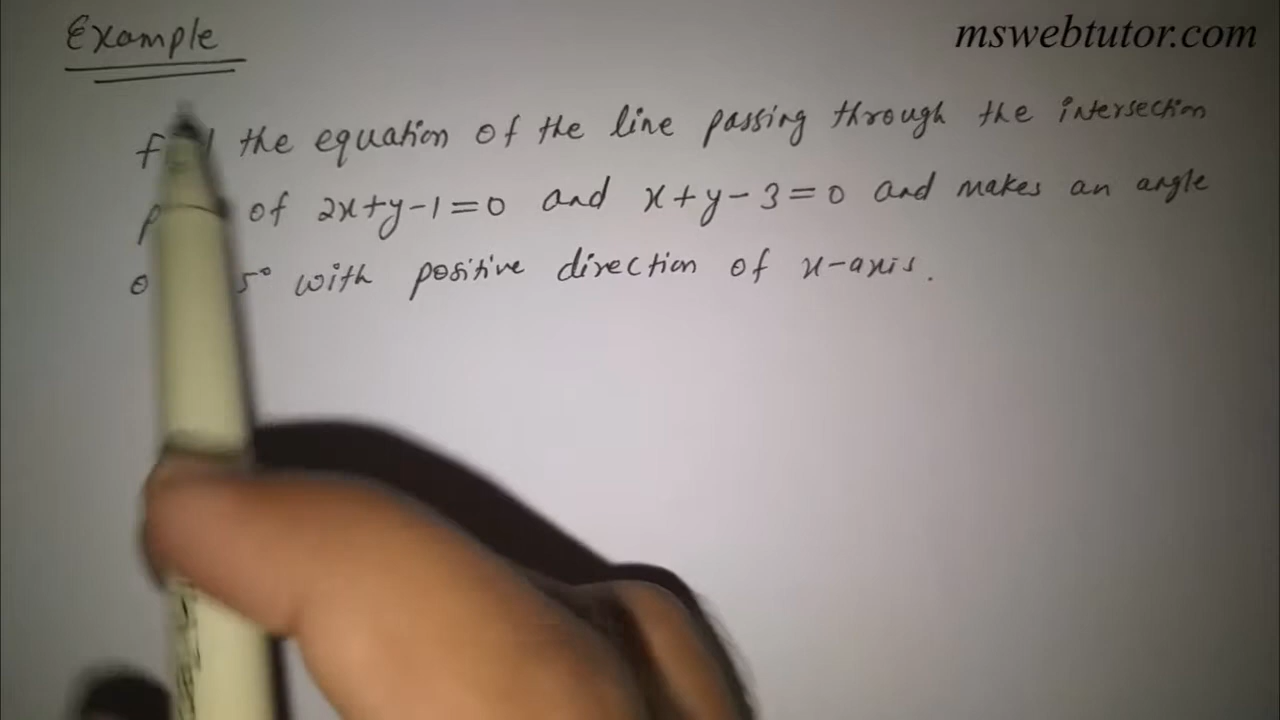 Example
mswebtutor.com
the equation of the line passing through the intersection
of 2x+y-1=0 and x+y-3=0 and makes an angle
5° with positive direction of x-axis.